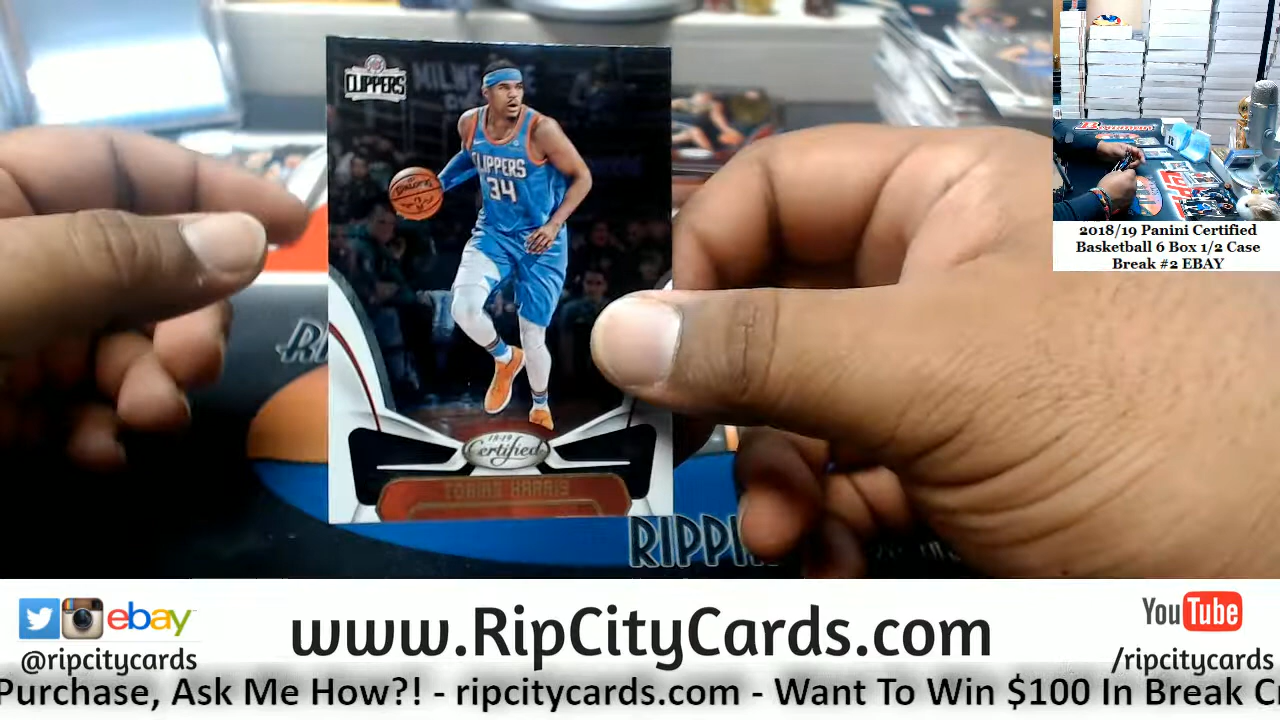 CLIPPERS
CLIPPERS
34
SPALDING
18-19
Certified
TOBIAS HARRIS
RIPPI
2018/19 Panini Certified
Basketball 6 Box 1/2 Case
Break #2 EBAY
ebay
@ripcitycards
www.RipCityCards.com
YouTube
/ripcitycards
Purchase, Ask Me How?! - ripcitycards.com - Want To Win $100 In Break Cr